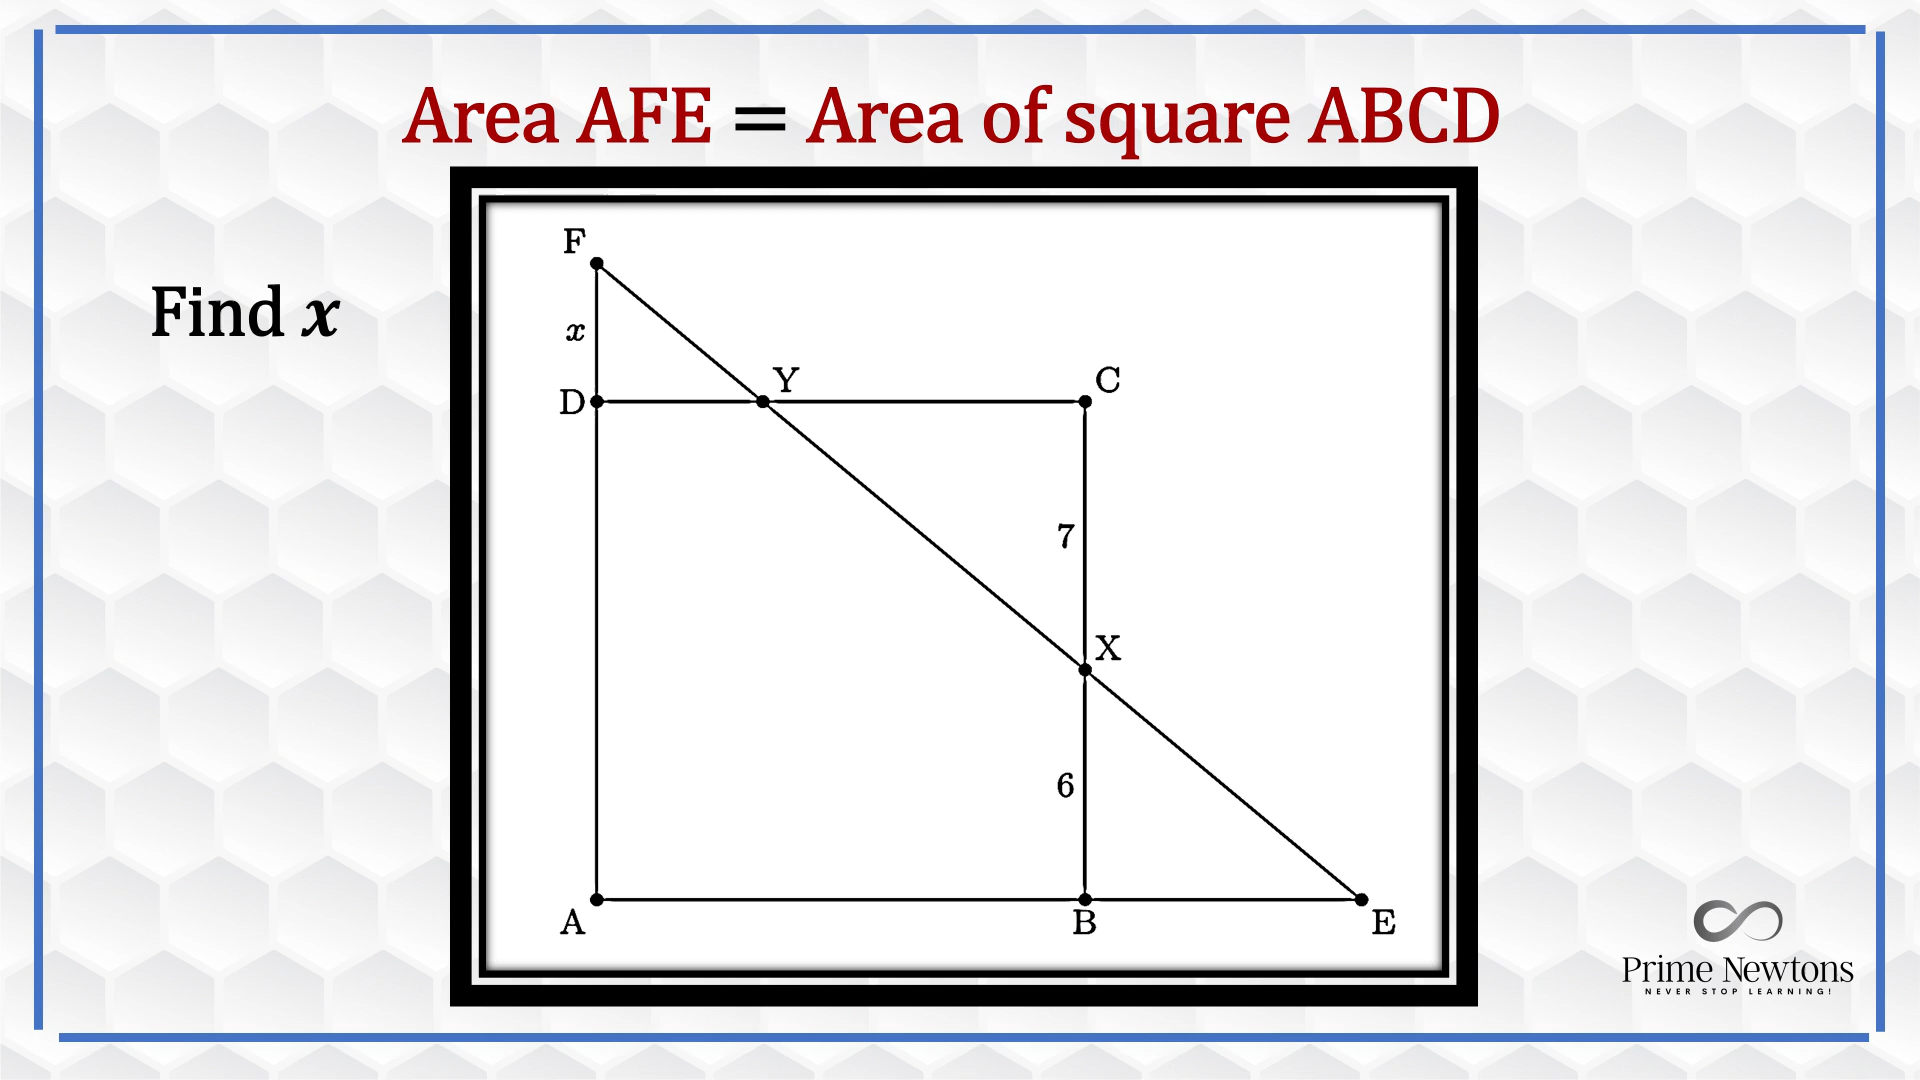 Area AFE = Area of square ABCD
Find x
F
x
D
Y
C
7
X
6
A
B
E
Prime Newtons
NEVER STOP LEARNING!